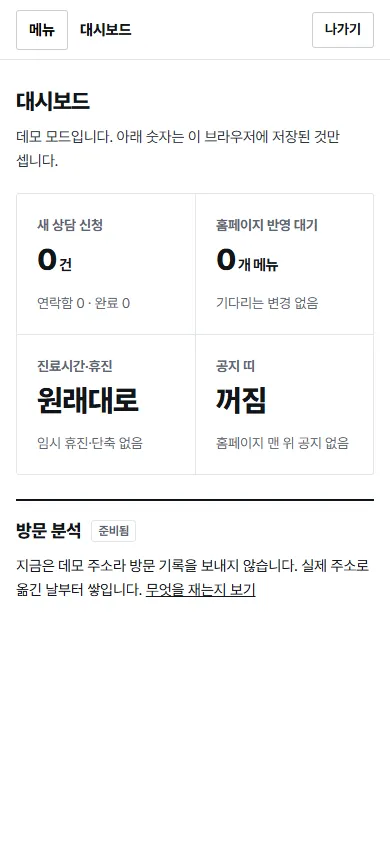 메뉴 대시보드 나가기
대시보드
데모 모드입니다. 아래 숫자는 이 브라우저에 저장된 것만
셉니다.
새 상담 신청
0건
연락함 0 · 완료 0
홈페이지 반영 대기
0개 메뉴
기다리는 변경 없음
진료시간·휴진
원래대로
임시 휴진·단축 없음
공지 띠
꺼짐
홈페이지 맨 위 공지 없음
방문 분석 준비됨
지금은 데모 주소라 방문 기록을 보내지 않습니다. 실제 주소로
옮긴 날부터 쌓입니다. 무엇을 재는지 보기